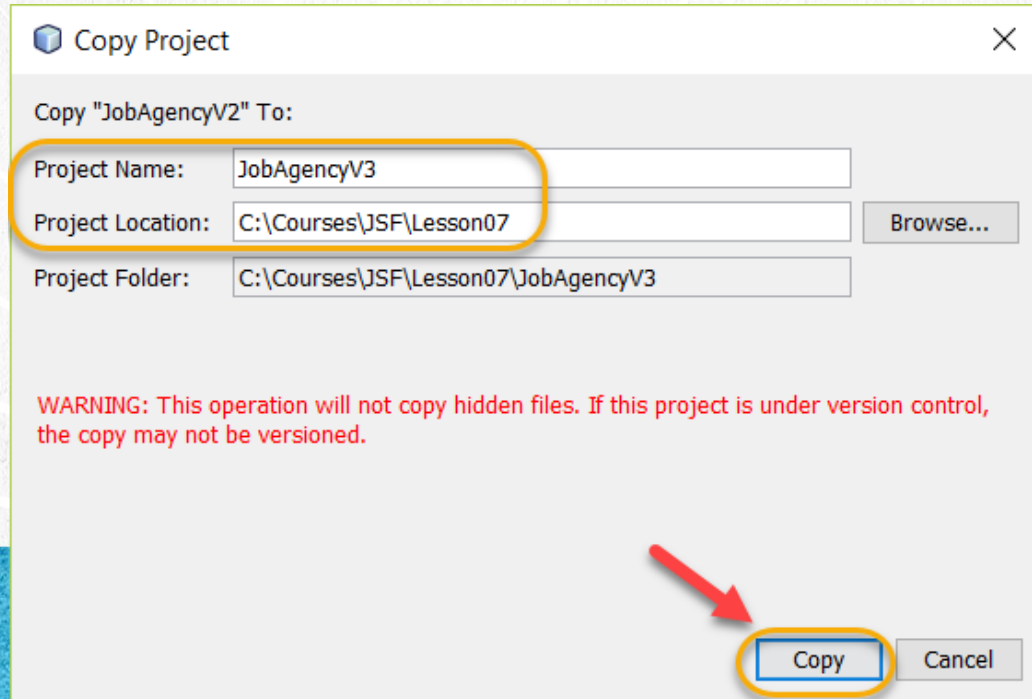 Copy Project
Copy "JobAgencyV2" To:
Project Name: JobAgencyV3
Project Location: C:\Courses\JSF\Lesson07 Browse...
Project Folder: C:\Courses\JSF\Lesson07\JobAgencyV3
WARNING: This operation will not copy hidden files. If this project is under version control,
the copy may not be versioned.
Copy Cancel